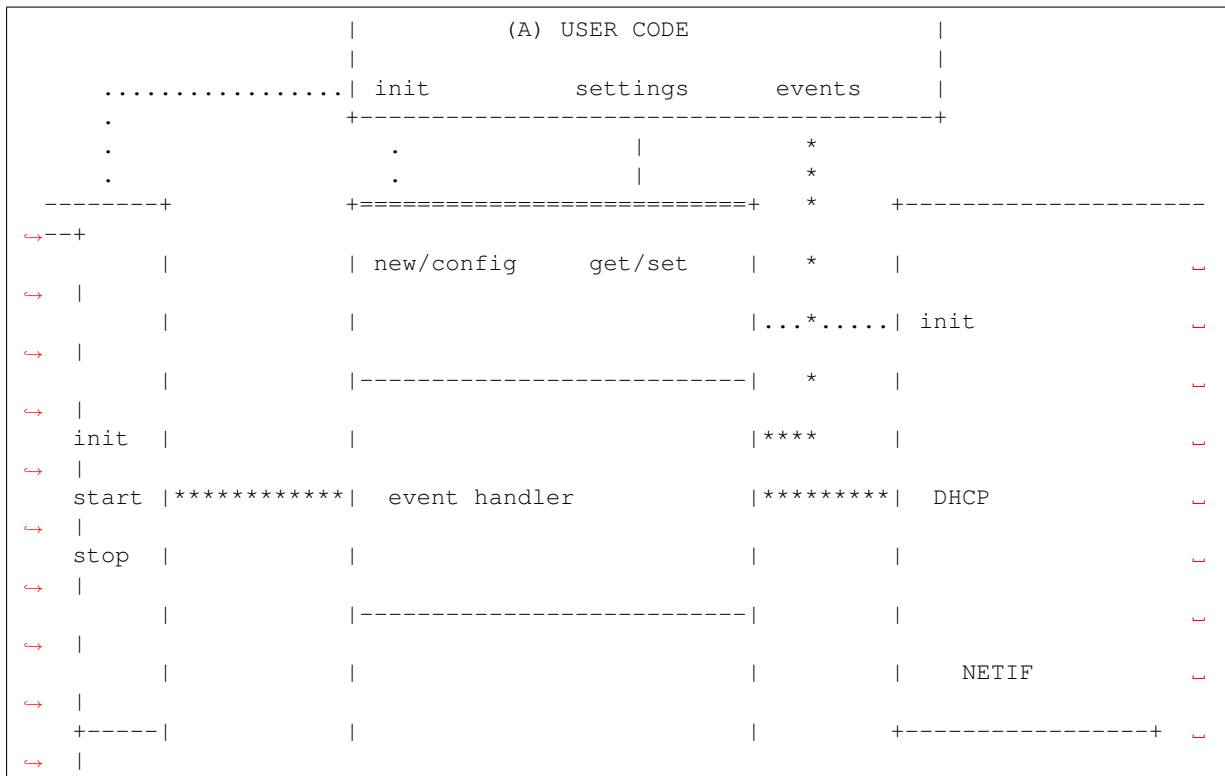 |            (A) USER CODE                 |
|                                          |
.................| init          settings      events     |
.                +----------------------------------------+
.                   .                |           *
.                   .                |           *
--------+            +===========================+   *     +---------------------
↪--+
|            | new/config     get/set    |   *     |                    ␣
↪   |
|            |                           |...*.....| init               ␣
↪   |
|            |---------------------------|   *     |                    ␣
↪   |
init  |            |                           |****     |                    ␣
↪   |
start |************|  event handler            |*********|  DHCP              ␣
↪   |
stop  |            |                           |         |                    ␣
↪   |
|            |---------------------------|         |                    ␣
↪   |
|            |                           |         |    NETIF           ␣
↪   |
+-----|            |                           |         +-----------------+  ␣
↪   |